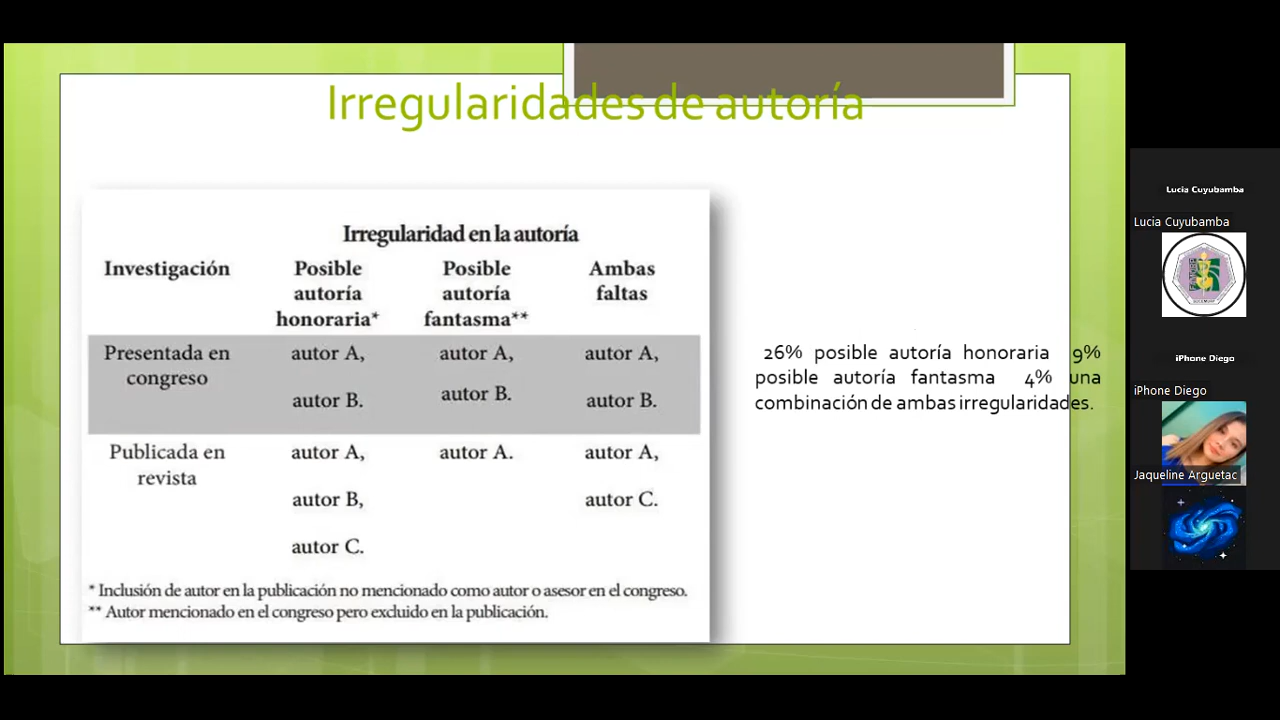 Irregularidades de autoría
Irregularidad en la autoría
Investigación
Posible
autoría
honoraria*
Posible
autoría
fantasma**
Ambas
faltas
Presentada en
congreso
autor A,
autor B.
autor A,
autor B.
autor A,
autor B.
Publicada en
revista
autor A,
autor B,
autor C.
autor A.
autor A,
autor C.
* Inclusión de autor en la publicación no mencionado como autor o asesor en el congreso.
** Autor mencionado en el congreso pero excluido en la publicación.
26% posible autoría honoraria 9%
posible autoría fantasma 4% una
combinación de ambas irregularidades.
Lucia Cuyubamba
Lucia Cuyubamba
iPhone Diego
iPhone Diego
Jaqueline Arguetac